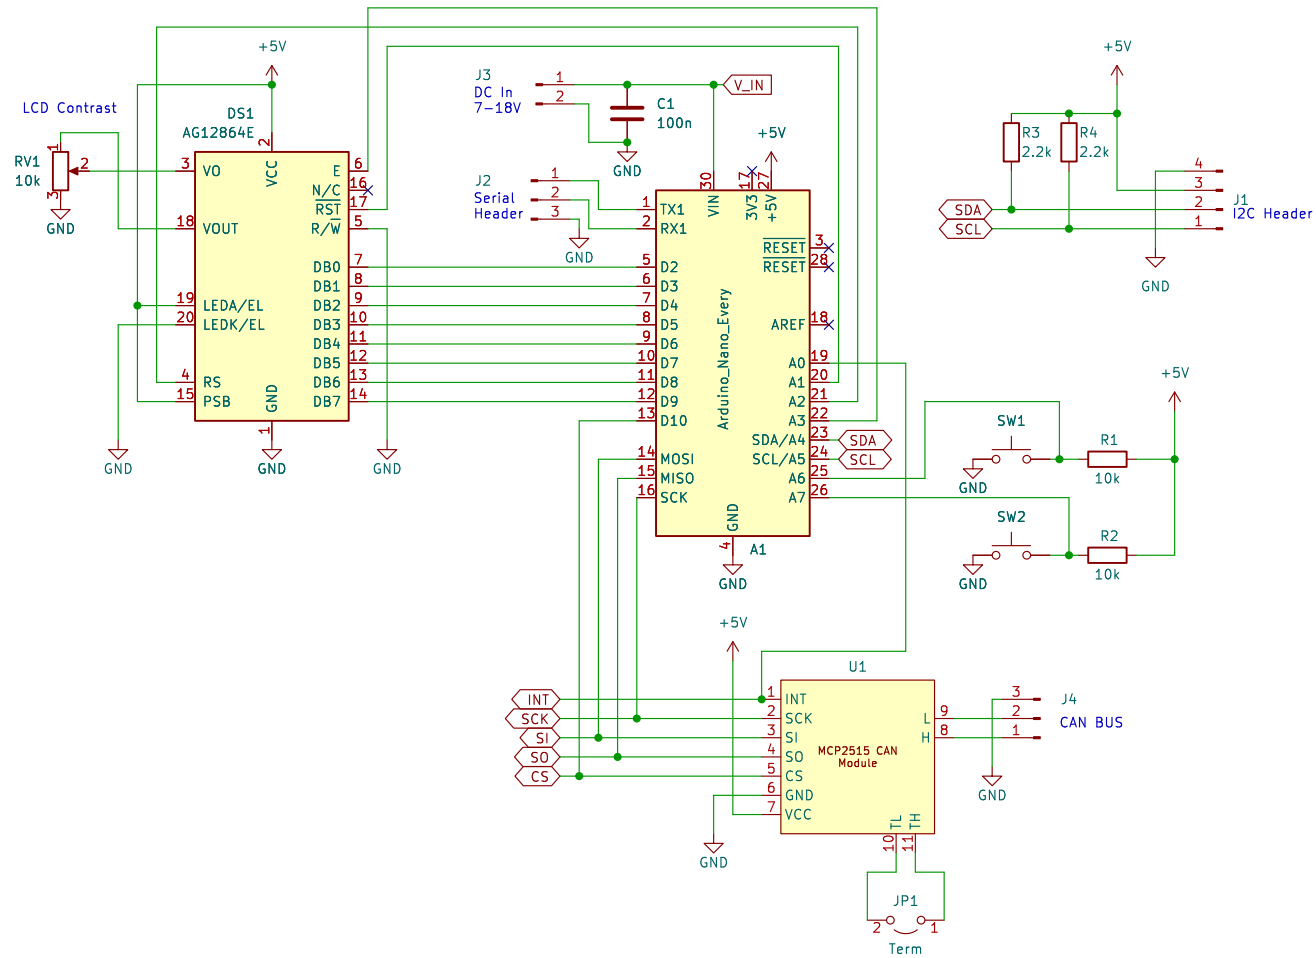 +5V
LCD Contrast
DS1
AG12864E
RV1
10k
1
2
3
GND
2
VCC
3
VO
18
VOUT
19
LEDA/EL
20
LEDK/EL
4
RS
15
PSB
GND
1
E
6
N/C
16
RST
17
R/W
5
DB0
7
DB1
8
DB2
9
DB3
10
DB4
11
DB5
12
DB6
13
DB7
14
GND
GND
GND
J3
DC In
7-18V
1
2
C1
100n
GND
V_IN
+5V
J2
Serial
Header
1
2
3
GND
30
VIN
17
3V3
27
+5V
1
TX1
2
RX1
5
D2
6
D3
7
D4
8
D5
9
D6
10
D7
11
D8
12
D9
13
D10
14
MOSI
15
MISO
16
SCK
Arduino_Nano_Every
RESET
3
RESET
28
AREF
18
A0
19
A1
20
A2
21
A3
22
SDA/A4
23
SDA
SCL/A5
24
SCL
A6
25
A7
26
GND
4
A1
GND
+5V
R3
2.2k
R4
2.2k
SDA
SCL
4
3
2
1
J1
I2C Header
GND
+5V
SW1
GND
R1
10k
SW2
GND
R2
10k
+5V
U1
INT
SCK
SI
SO
CS
1
INT
2
SCK
3
SI
4
SO
5
CS
6
GND
7
VCC
MCP2515 CAN
Module
L
9
H
8
TL
10
TH
11
3
2
1
J4
CAN BUS
GND
GND
JP1
2
1
Term